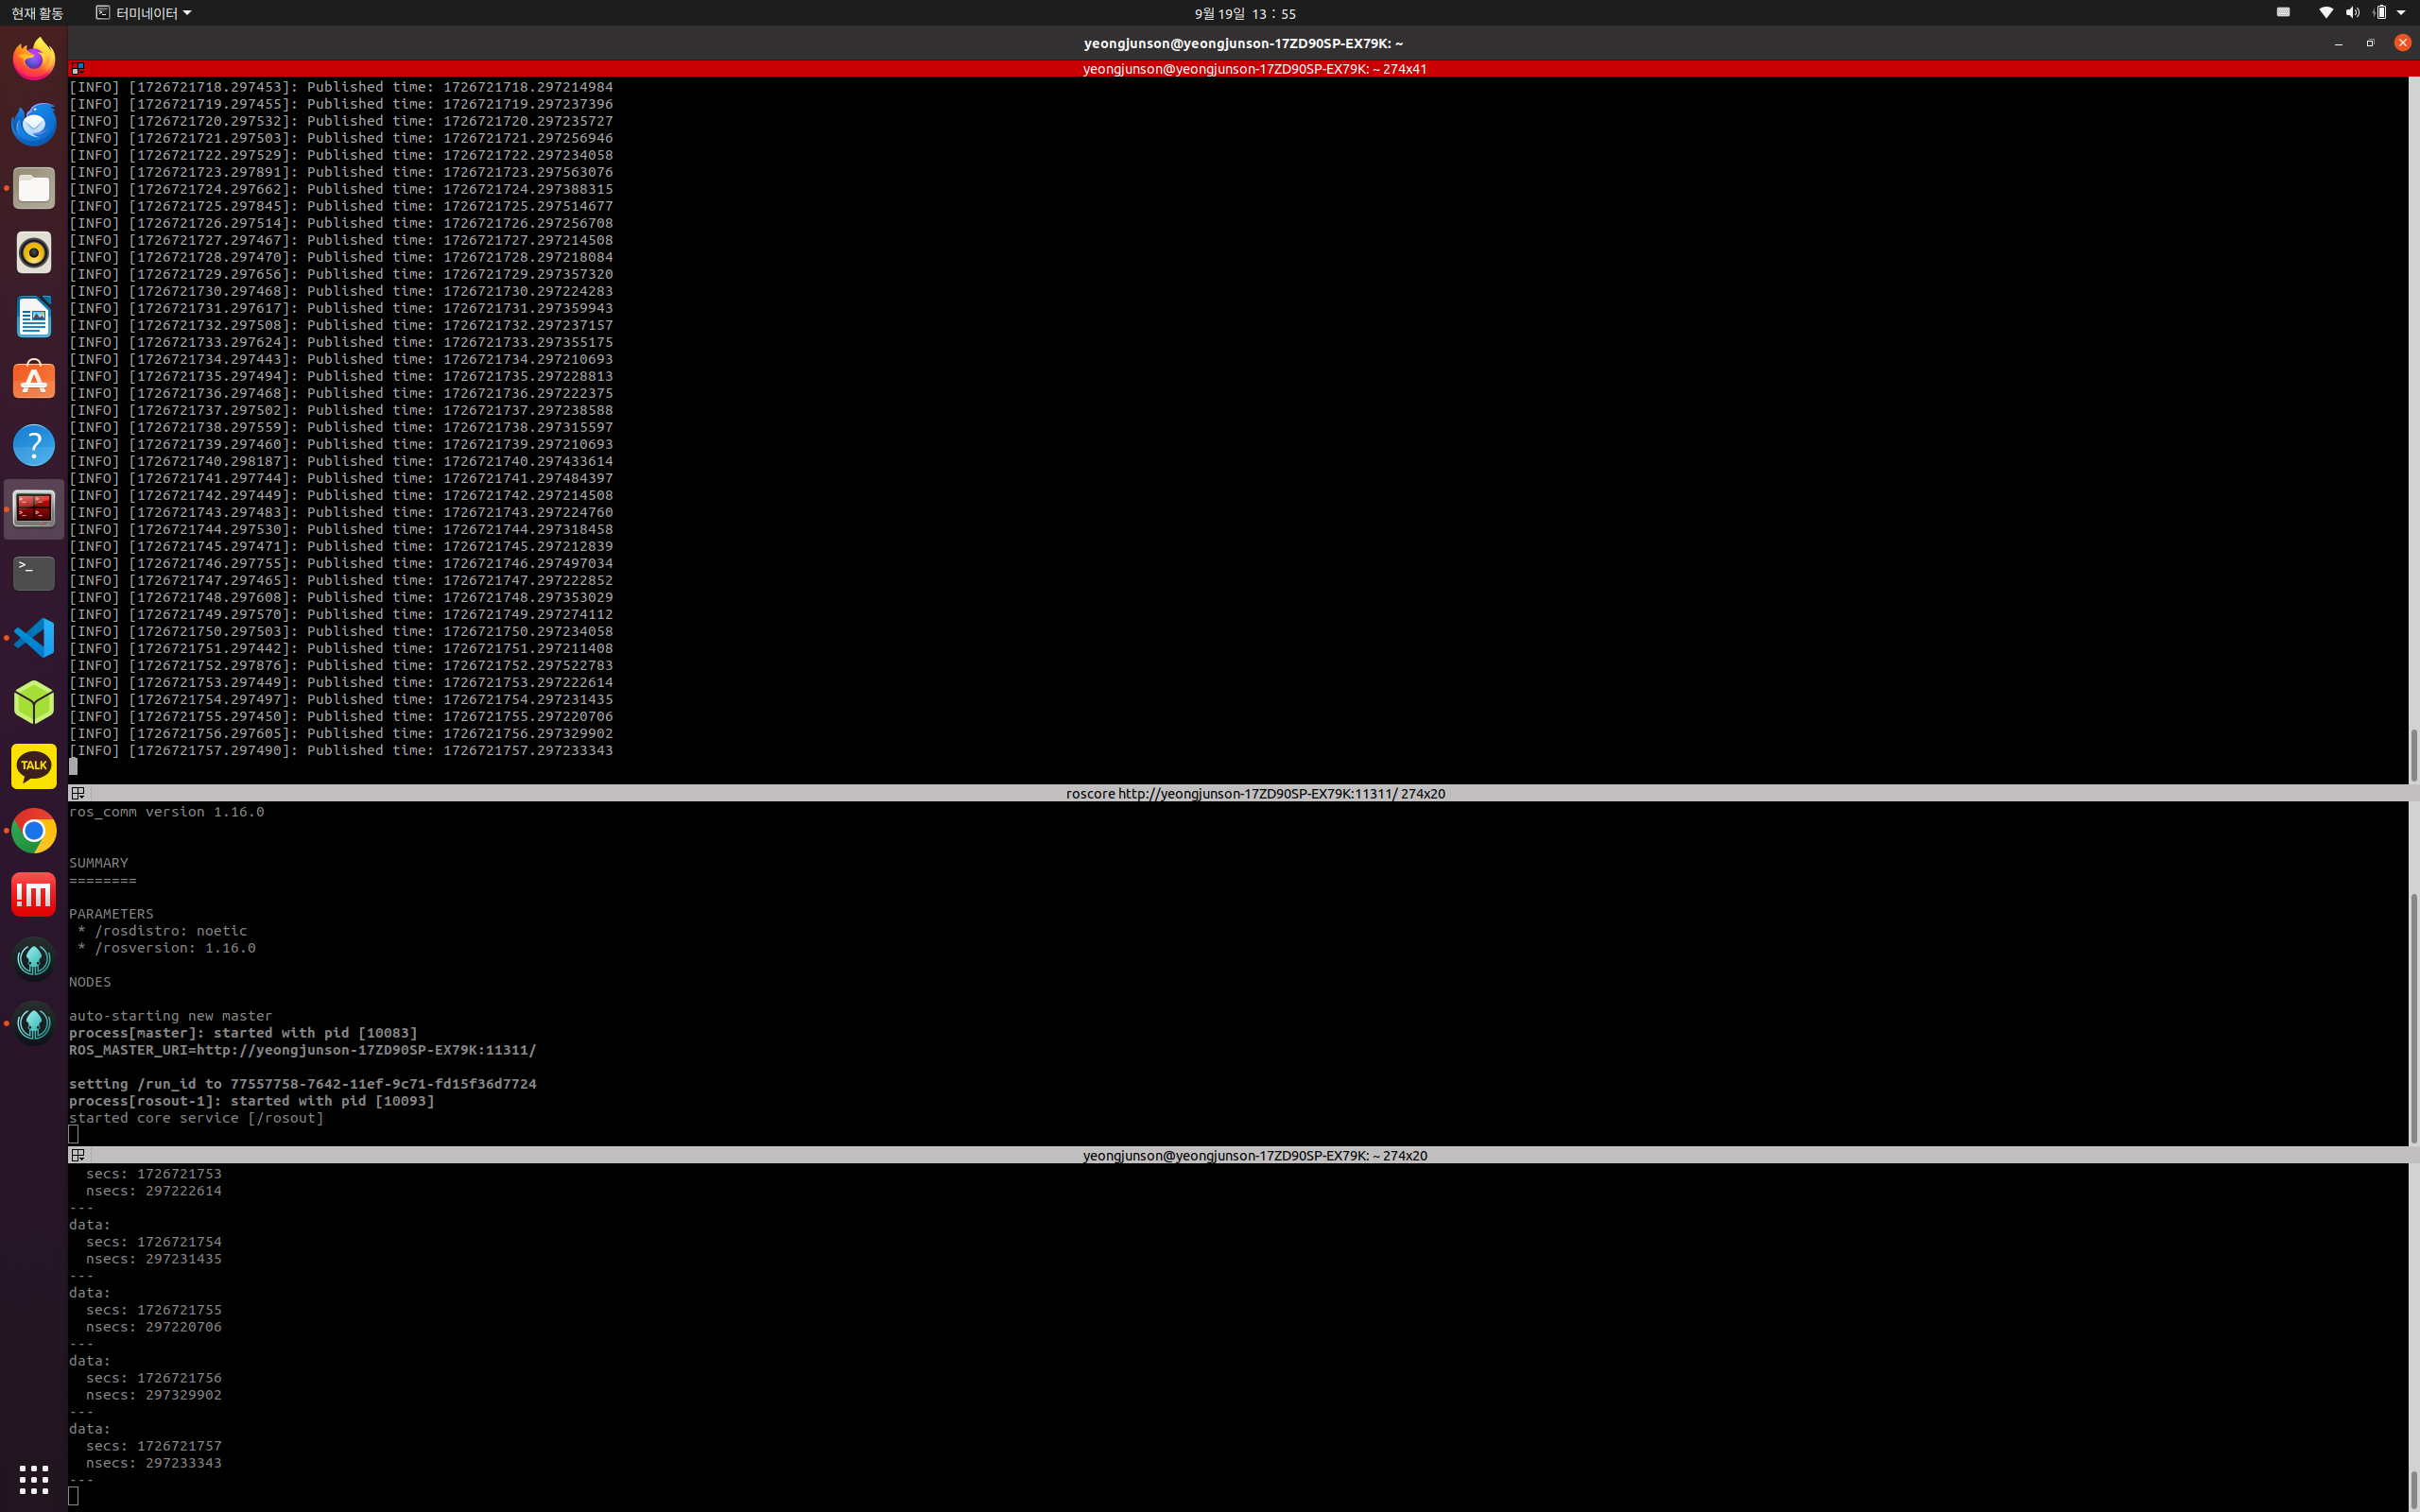 현재 활동
터미네이터
9월 19일 13 : 55
yeongjunson@yeongjunson-17ZD90SP-EX79K: ~
yeongjunson@yeongjunson-17ZD90SP-EX79K: ~ 274x41
[INFO] [1726721718.297453]: Published time: 1726721718.297214984
[INFO] [1726721719.297455]: Published time: 1726721719.297237396
[INFO] [1726721720.297532]: Published time: 1726721720.297235727
[INFO] [1726721721.297503]: Published time: 1726721721.297256946
[INFO] [1726721722.297529]: Published time: 1726721722.297234058
[INFO] [1726721723.297891]: Published time: 1726721723.297563076
[INFO] [1726721724.297662]: Published time: 1726721724.297388315
[INFO] [1726721725.297845]: Published time: 1726721725.297514677
[INFO] [1726721726.297514]: Published time: 1726721726.297256708
[INFO] [1726721727.297467]: Published time: 1726721727.297214508
[INFO] [1726721728.297470]: Published time: 1726721728.297218084
[INFO] [1726721729.297656]: Published time: 1726721729.297357320
[INFO] [1726721730.297468]: Published time: 1726721730.297224283
[INFO] [1726721731.297617]: Published time: 1726721731.297359943
[INFO] [1726721732.297508]: Published time: 1726721732.297237157
[INFO] [1726721733.297624]: Published time: 1726721733.297355175
[INFO] [1726721734.297443]: Published time: 1726721734.297210693
[INFO] [1726721735.297494]: Published time: 1726721735.297228813
[INFO] [1726721736.297468]: Published time: 1726721736.297222375
[INFO] [1726721737.297502]: Published time: 1726721737.297238588
[INFO] [1726721738.297559]: Published time: 1726721738.297315597
[INFO] [1726721739.297460]: Published time: 1726721739.297210693
[INFO] [1726721740.298187]: Published time: 1726721740.297433614
[INFO] [1726721741.297744]: Published time: 1726721741.297484397
[INFO] [1726721742.297449]: Published time: 1726721742.297214508
[INFO] [1726721743.297483]: Published time: 1726721743.297224760
[INFO] [1726721744.297530]: Published time: 1726721744.297318458
[INFO] [1726721745.297471]: Published time: 1726721745.297212839
[INFO] [1726721746.297755]: Published time: 1726721746.297497034
[INFO] [1726721747.297465]: Published time: 1726721747.297222852
[INFO] [1726721748.297608]: Published time: 1726721748.297353029
[INFO] [1726721749.297570]: Published time: 1726721749.297274112
[INFO] [1726721750.297503]: Published time: 1726721750.297234058
[INFO] [1726721751.297442]: Published time: 1726721751.297211408
[INFO] [1726721752.297876]: Published time: 1726721752.297522783
[INFO] [1726721753.297449]: Published time: 1726721753.297222614
[INFO] [1726721754.297497]: Published time: 1726721754.297231435
[INFO] [1726721755.297450]: Published time: 1726721755.297220706
[INFO] [1726721756.297605]: Published time: 1726721756.297329902
[INFO] [1726721757.297490]: Published time: 1726721757.297233343
TALK
roscore http://yeongjunson-17ZD90SP-EX79K:11311/ 274x20
ros_comm version 1.16.0
SUMMARY
========
PARAMETERS
 * /rosdistro: noetic
 * /rosversion: 1.16.0
NODES
auto-starting new master
process[master]: started with pid [10083]
ROS_MASTER_URI=http://yeongjunson-17ZD90SP-EX79K:11311/
setting /run_id to 77557758-7642-11ef-9c71-fd15f36d7724
process[rosout-1]: started with pid [10093]
started core service [/rosout]
yeongjunson@yeongjunson-17ZD90SP-EX79K: ~ 274x20
  secs: 1726721753
  nsecs: 297222614
---
data:
  secs: 1726721754
  nsecs: 297231435
---
data:
  secs: 1726721755
  nsecs: 297220706
---
data:
  secs: 1726721756
  nsecs: 297329902
---
data:
  secs: 1726721757
  nsecs: 297233343
---